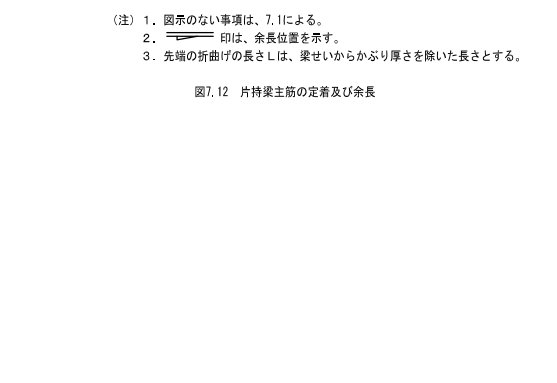 （注）１．図示のない事項は、7.1による。
２．印は、余長位置を示す。
３．先端の折曲げの長さＬは、梁せいからかぶり厚さを除いた長さとする。
図7.12　片持梁主筋の定着及び余長